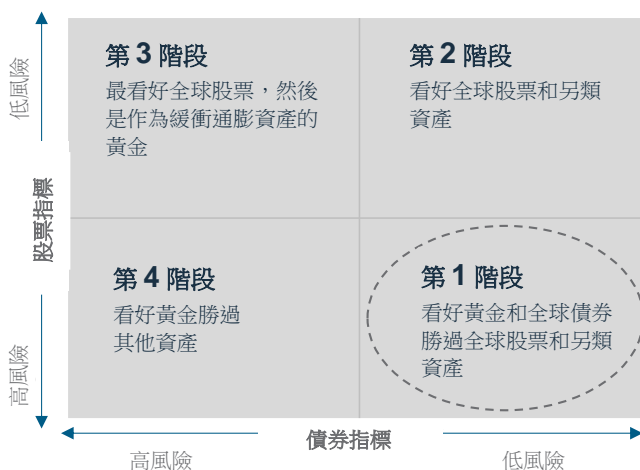 第 3 階段
最看好全球股票，然後
是作為緩衝通膨資產的
黃金
第 2 階段
看好全球股票和另類
資產
第 4 階段
看好黃金勝過
其他資產
第 1 階段
看好黃金和全球債券
勝過全球股票和另類
資產
低風險
股票指標
高風險
債券指標
高風險
低風險